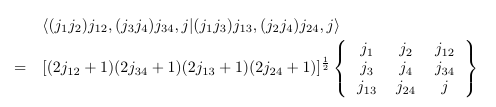 ⟨(j₁j₂)j₁₂, (j₃j₄)j₃₄, j|(j₁j₃)j₁₃, (j₂j₄)j₂₄, j⟩
= [(2j₁₂ + 1)(2j₃₄ + 1)(2j₁₃ + 1)(2j₂₄ + 1)]^{1/2} { j₁ j₂ j₁₂
j₃ j₄ j₃₄
j₁₃ j₂₄ j }